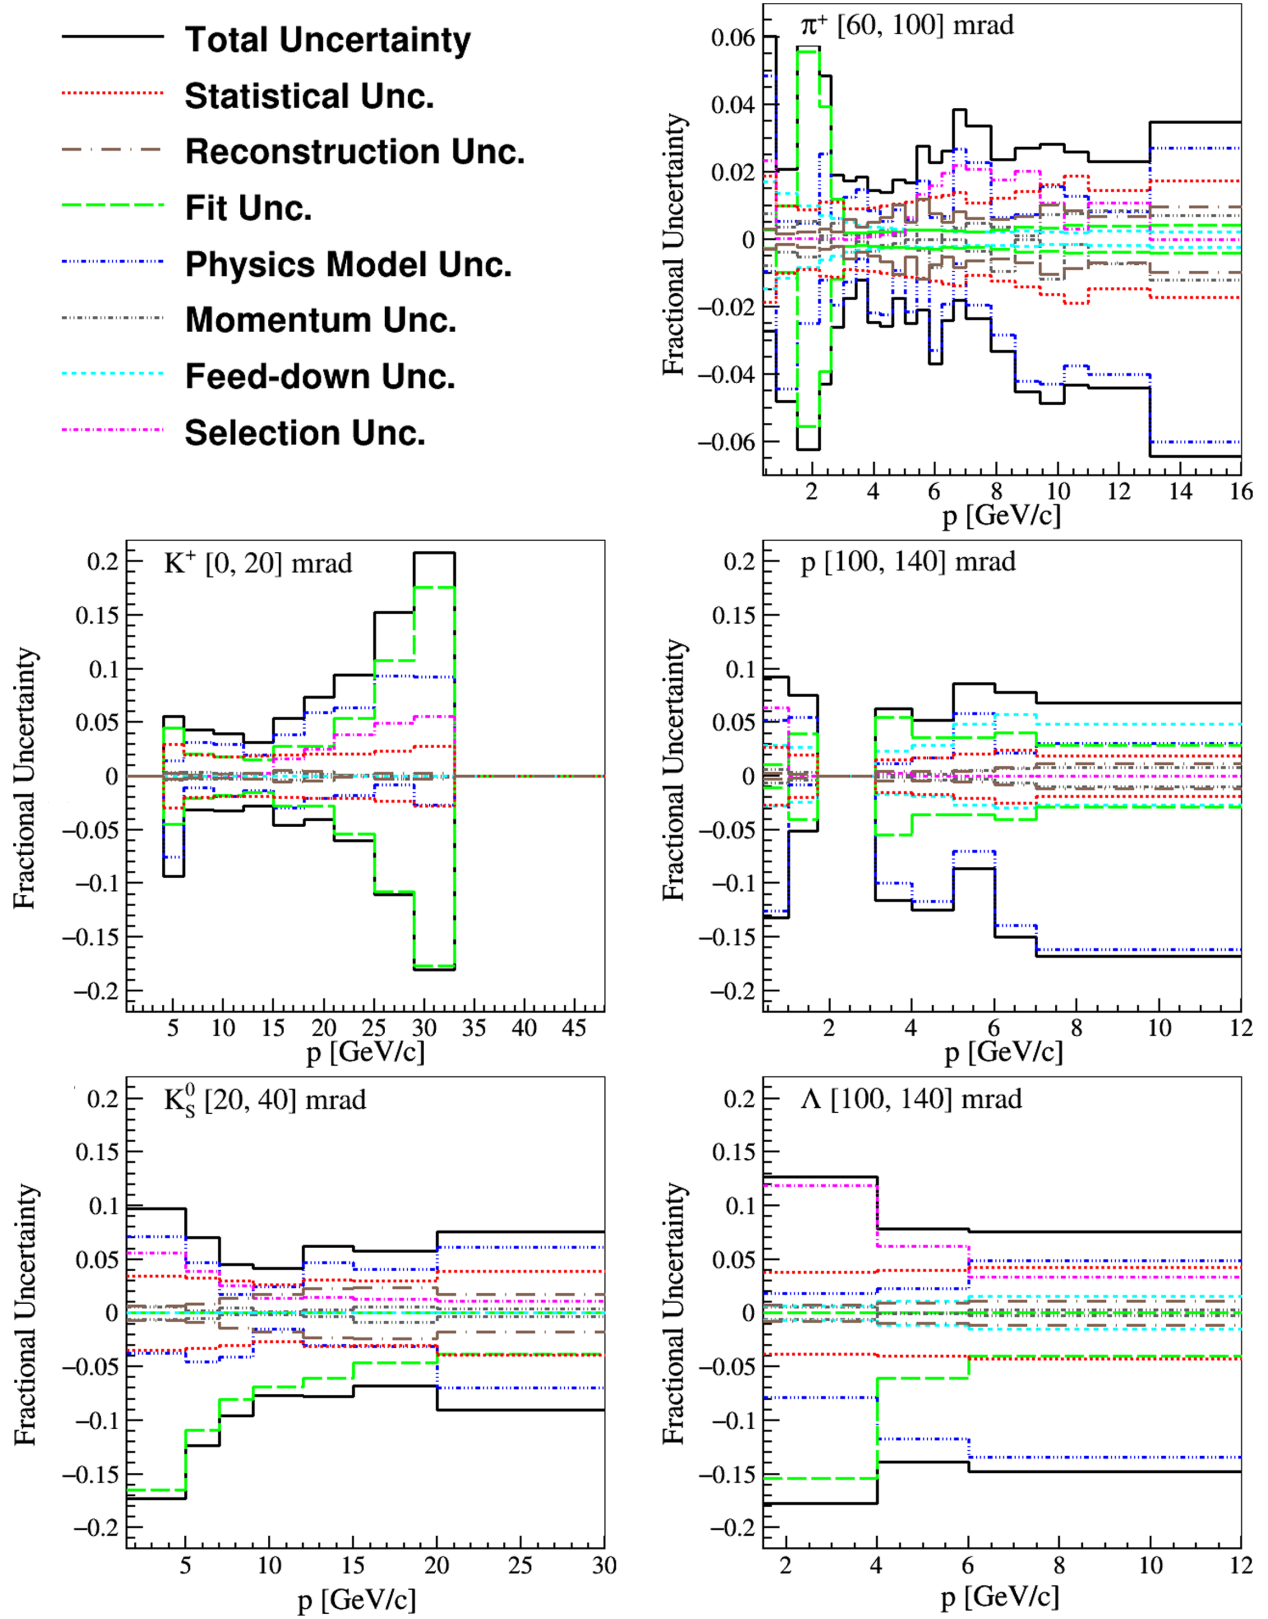 Total Uncertainty
Statistical Unc.
Reconstruction Unc.
Fit Unc.
Physics Model Unc.
Momentum Unc.
Feed-down Unc.
Selection Unc.
π⁺ [60, 100] mrad
Fractional Uncertainty
0.06
0.04
0.02
0
−0.02
−0.04
−0.06
2 4 6 8 10 12 14 16
p [GeV/c]
K⁺ [0, 20] mrad
Fractional Uncertainty
0.2
0.15
0.1
0.05
0
−0.05
−0.1
−0.15
−0.2
5 10 15 20 25 30 35 40 45
p [GeV/c]
p [100, 140] mrad
Fractional Uncertainty
0.2
0.15
0.1
0.05
0
−0.05
−0.1
−0.15
−0.2
2 4 6 8 10 12
p [GeV/c]
K⁰S [20, 40] mrad
Fractional Uncertainty
0.2
0.15
0.1
0.05
0
−0.05
−0.1
−0.15
−0.2
5 10 15 20 25 30
p [GeV/c]
Λ [100, 140] mrad
Fractional Uncertainty
0.2
0.15
0.1
0.05
0
−0.05
−0.1
−0.15
−0.2
2 4 6 8 10 12
p [GeV/c]